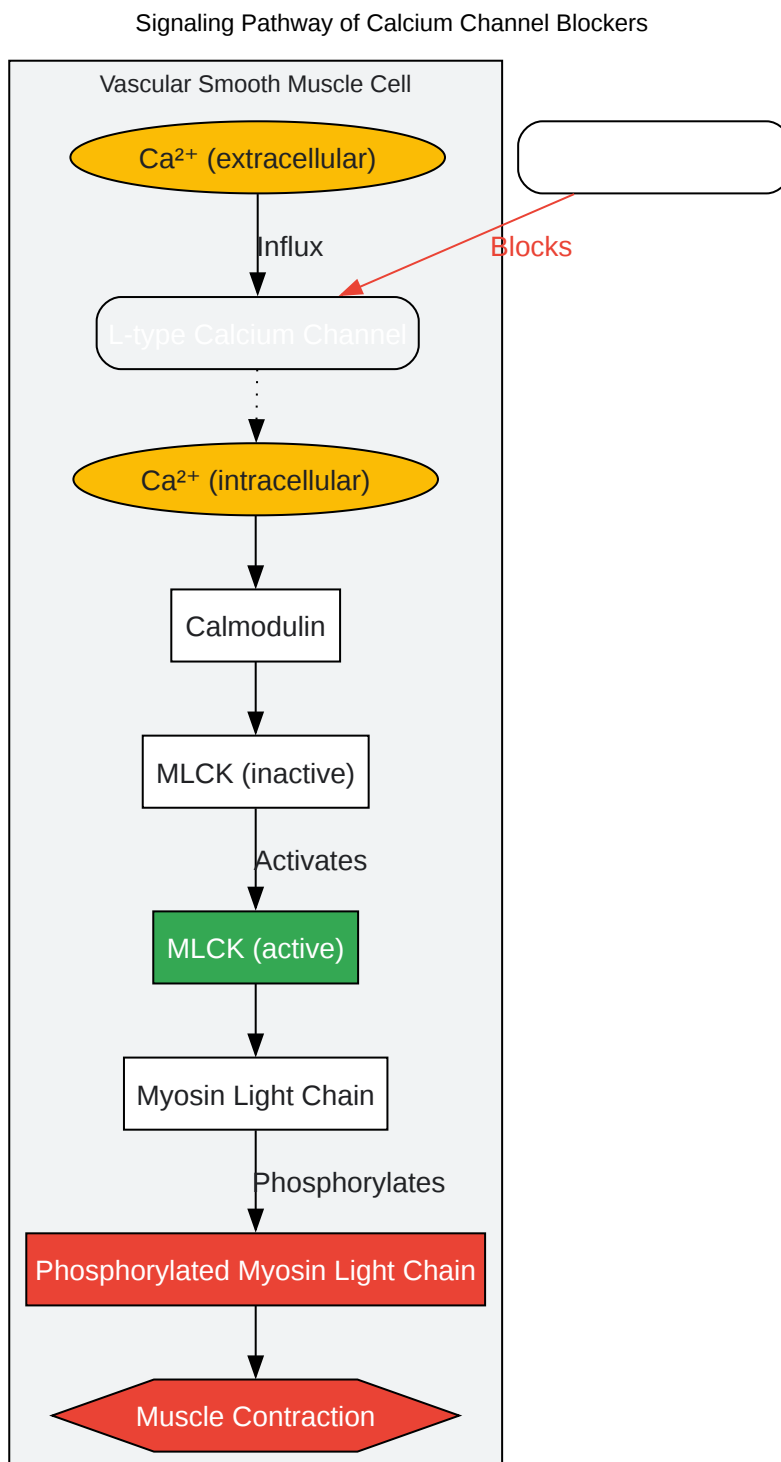 Signaling Pathway of Calcium Channel Blockers
Vascular Smooth Muscle Cell
Ca²⁺ (extracellular)
Influx
Blocks
L-type Calcium Channel
Ca²⁺ (intracellular)
Calmodulin
MLCK (inactive)
Activates
MLCK (active)
Myosin Light Chain
Phosphorylates
Phosphorylated Myosin Light Chain
Muscle Contraction